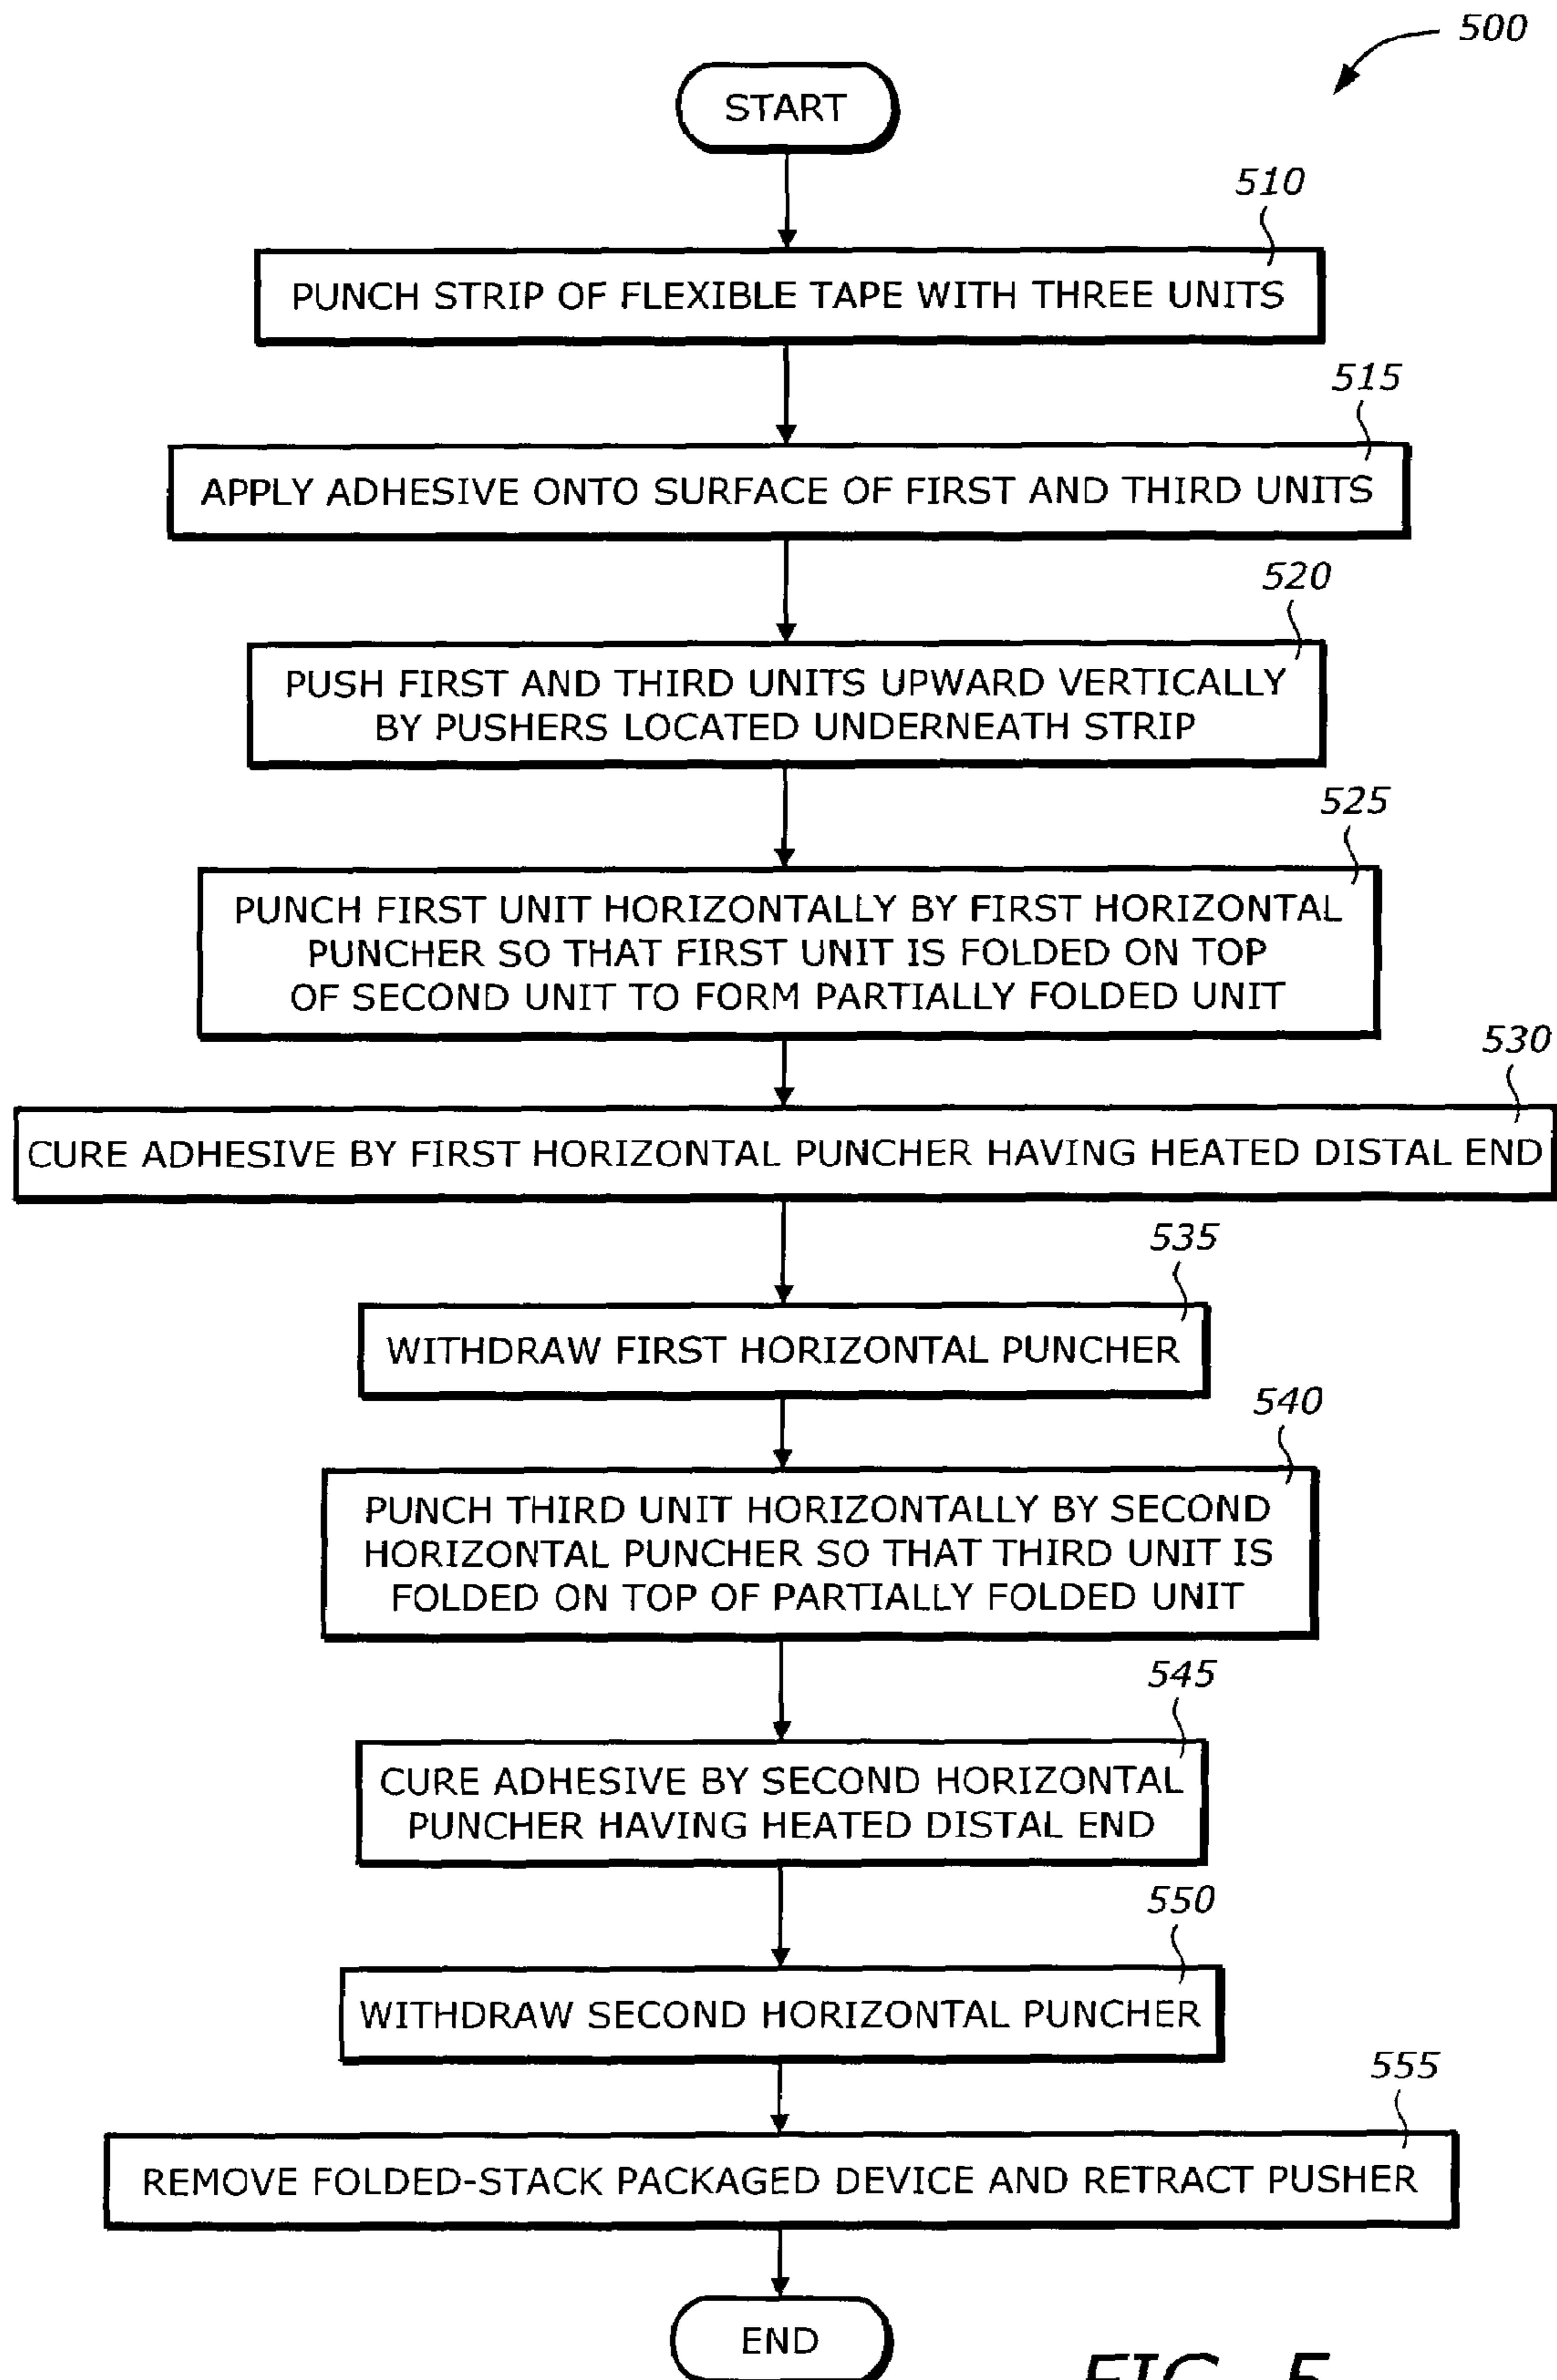 500
START
510
PUNCH STRIP OF FLEXIBLE TAPE WITH THREE UNITS
515
APPLY ADHESIVE ONTO SURFACE OF FIRST AND THIRD UNITS
520
PUSH FIRST AND THIRD UNITS UPWARD VERTICALLY
BY PUSHERS LOCATED UNDERNEATH STRIP
525
PUNCH FIRST UNIT HORIZONTALLY BY FIRST HORIZONTAL
PUNCHER SO THAT FIRST UNIT IS FOLDED ON TOP
OF SECOND UNIT TO FORM PARTIALLY FOLDED UNIT
530
CURE ADHESIVE BY FIRST HORIZONTAL PUNCHER HAVING HEATED DISTAL END
535
WITHDRAW FIRST HORIZONTAL PUNCHER
540
PUNCH THIRD UNIT HORIZONTALLY BY SECOND
HORIZONTAL PUNCHER SO THAT THIRD UNIT IS
FOLDED ON TOP OF PARTIALLY FOLDED UNIT
545
CURE ADHESIVE BY SECOND HORIZONTAL
PUNCHER HAVING HEATED DISTAL END
550
WITHDRAW SECOND HORIZONTAL PUNCHER
555
REMOVE FOLDED-STACK PACKAGED DEVICE AND RETRACT PUSHER
END
FIG. 5